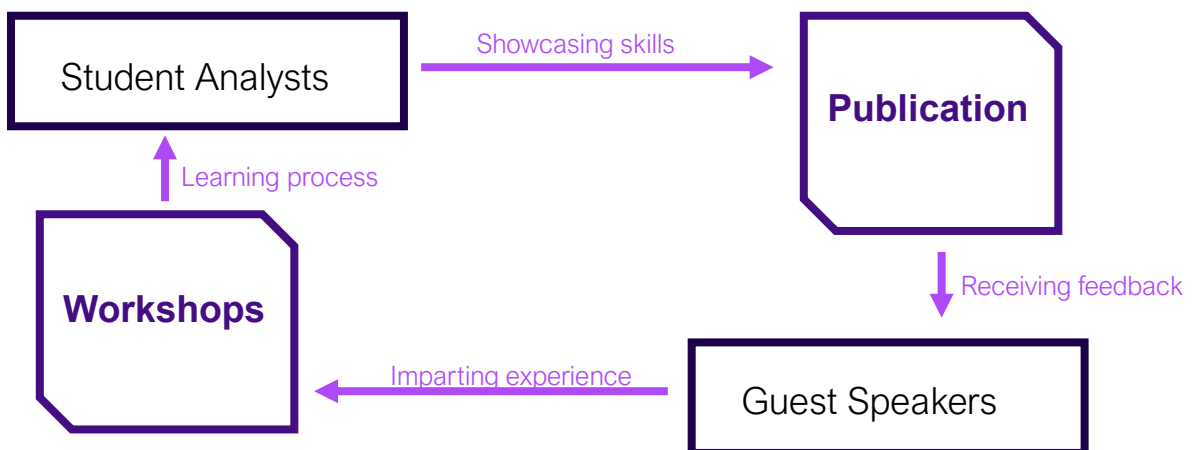 Student Analysts
Showcasing skills
Publication
Learning process
Receiving feedback
Workshops
Imparting experience
Guest Speakers